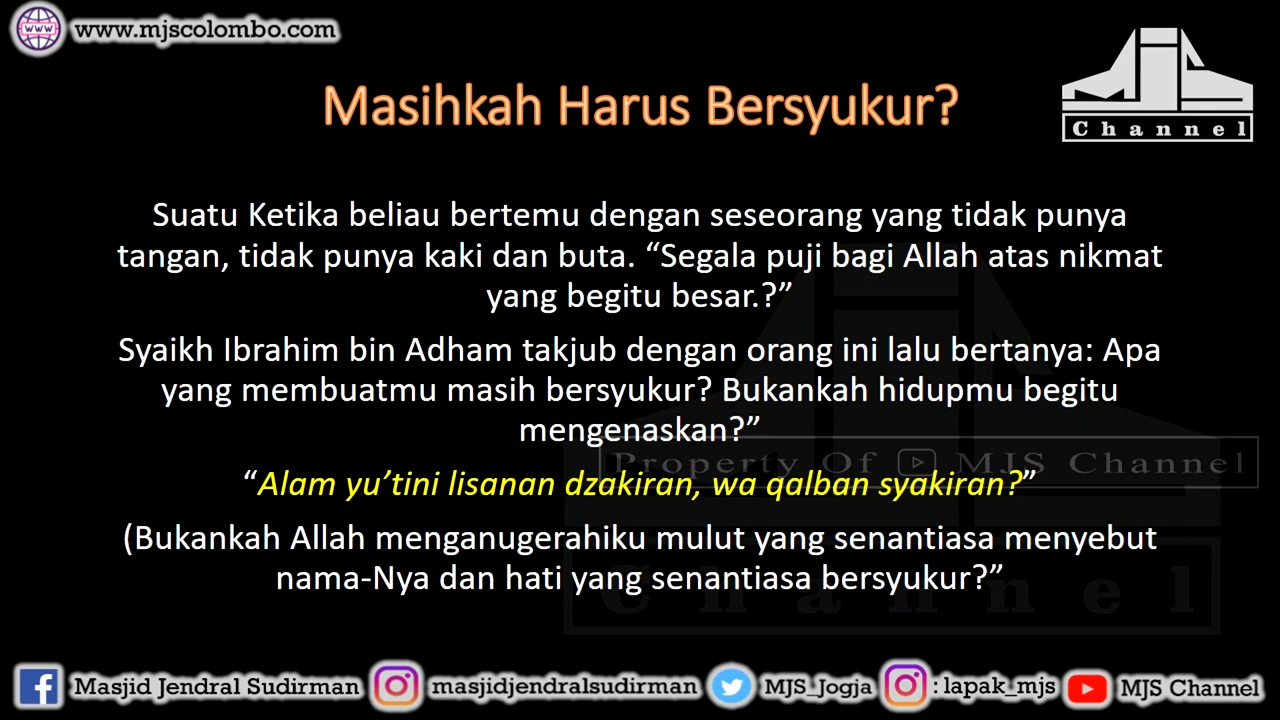 www.mjscolombo.com
MJS
Channel
Masihkah Harus Bersyukur?
Suatu Ketika beliau bertemu dengan seseorang yang tidak punya
tangan, tidak punya kaki dan buta. “Segala puji bagi Allah atas nikmat
yang begitu besar.?”
Syaikh Ibrahim bin Adham takjub dengan orang ini lalu bertanya: Apa
yang membuatmu masih bersyukur? Bukankah hidupmu begitu
mengenaskan?”
Property Of MJS Channel
“Alam yu’tini lisanan dzakiran, wa qalban syakiran?”
(Bukankah Allah menganugerahiku mulut yang senantiasa menyebut
nama-Nya dan hati yang senantiasa bersyukur?”
Channel
Masjid Jendral Sudirman masjidjendralsudirman MJS_Jogja : lapak_mjs MJS Channel